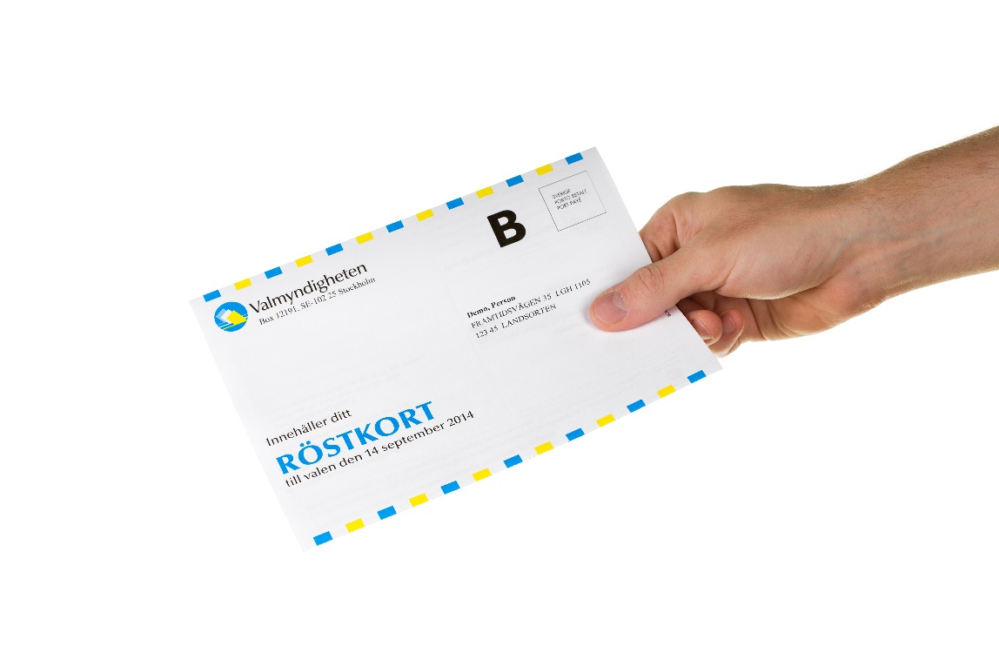 Valmyndigheten
Box 12191, SE-102 25 Stockholm
B
SVERIGE
PORTO BETALT
PORT PAYÉ
Demo, Person
FRAMTIDSVÄGEN 35 LGH 1105
123 45 LANDSORTEN
Innehåller ditt
RÖSTKORT
till valen den 14 september 2014